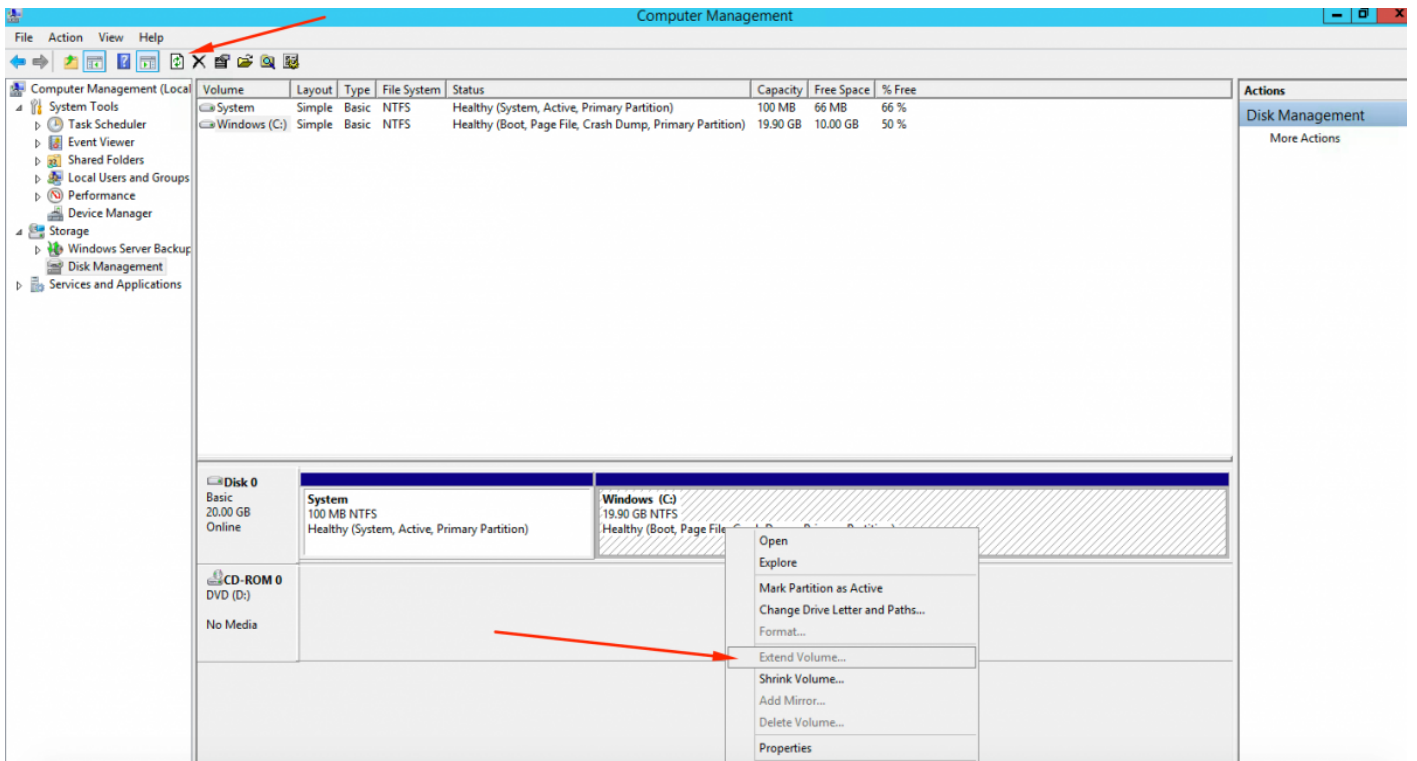 Computer Management
File Action View Help
Computer Management (Local
System Tools
Task Scheduler
Event Viewer
Shared Folders
Local Users and Groups
Performance
Device Manager
Storage
Windows Server Backup
Disk Management
Services and Applications
Volume Layout Type File System Status Capacity Free Space % Free
System Simple Basic NTFS Healthy (System, Active, Primary Partition) 100 MB 66 MB 66 %
Windows (C:) Simple Basic NTFS Healthy (Boot, Page File, Crash Dump, Primary Partition) 19.90 GB 10.00 GB 50 %
Actions
Disk Management
More Actions
Disk 0
Basic
20.00 GB
Online
System
100 MB NTFS
Healthy (System, Active, Primary Partition)
Windows (C:)
19.90 GB NTFS
Healthy (Boot, Page File
CD-ROM 0
DVD (D:)
No Media
Open
Explore
Mark Partition as Active
Change Drive Letter and Paths...
Format...
Extend Volume...
Shrink Volume...
Add Mirror...
Delete Volume...
Properties